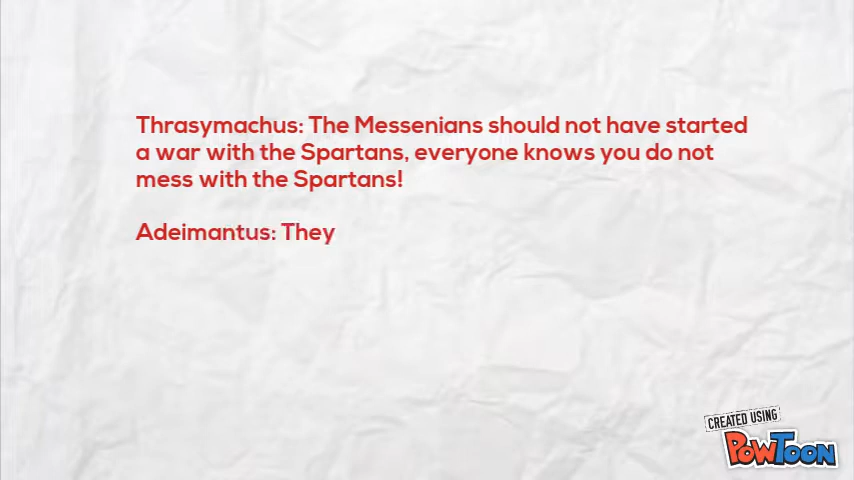 Thrasymachus: The Messenians should not have started
a war with the Spartans, everyone knows you do not
mess with the Spartans!
Adeimantus: They
CREATED USING
POWTOON